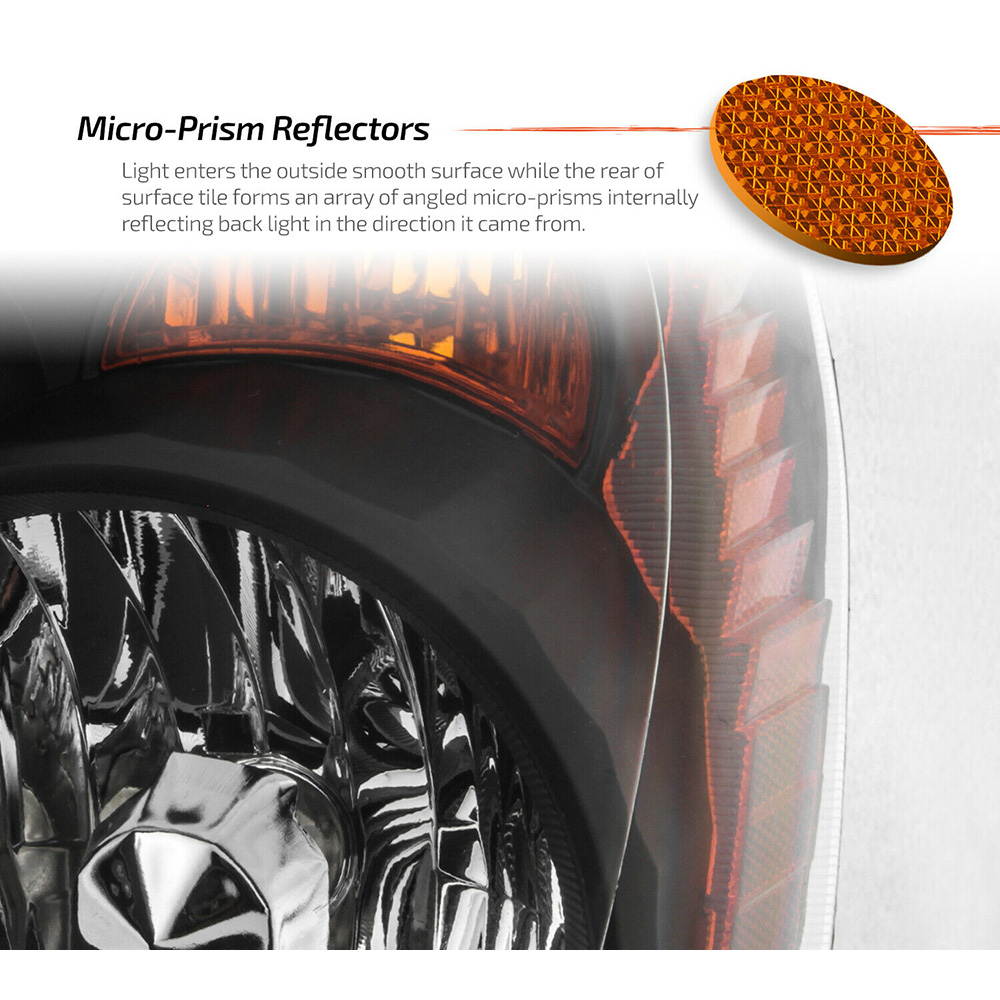 Micro-Prism Reflectors
Light enters the outside smooth surface while the rear of
surface tile forms an array of angled micro-prisms internally
reflecting back light in the direction it came from.